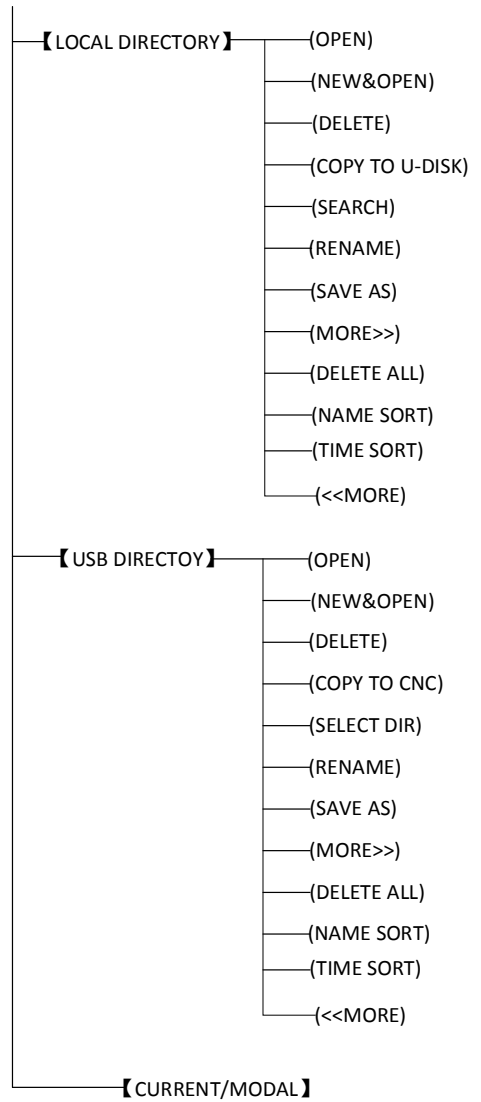 【LOCAL DIRECTORY】
(OPEN)
(NEW&OPEN)
(DELETE)
(COPY TO U-DISK)
(SEARCH)
(RENAME)
(SAVE AS)
(MORE>>)
(DELETE ALL)
(NAME SORT)
(TIME SORT)
(<<MORE)
【USB DIRECTOY】
(OPEN)
(NEW&OPEN)
(DELETE)
(COPY TO CNC)
(SELECT DIR)
(RENAME)
(SAVE AS)
(MORE>>)
(DELETE ALL)
(NAME SORT)
(TIME SORT)
(<<MORE)
【CURRENT/MODAL】